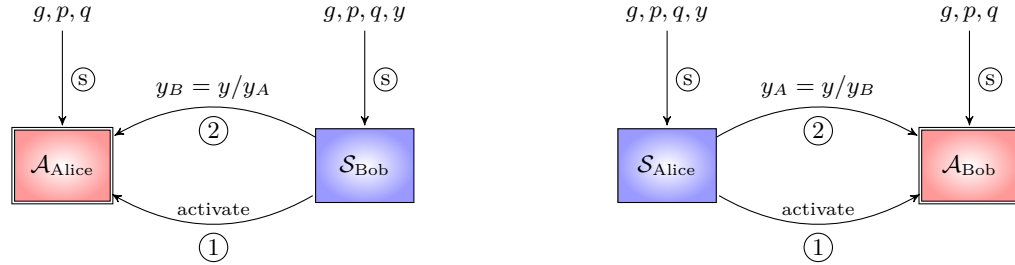 g, p, q
g, p, q, y
g, p, q, y
g, p, q
s
s
s
s
y_B = y/y_A
y_A = y/y_B
2
2
𝒜_Alice
𝒮_Bob
𝒮_Alice
𝒜_Bob
activate
activate
1
1